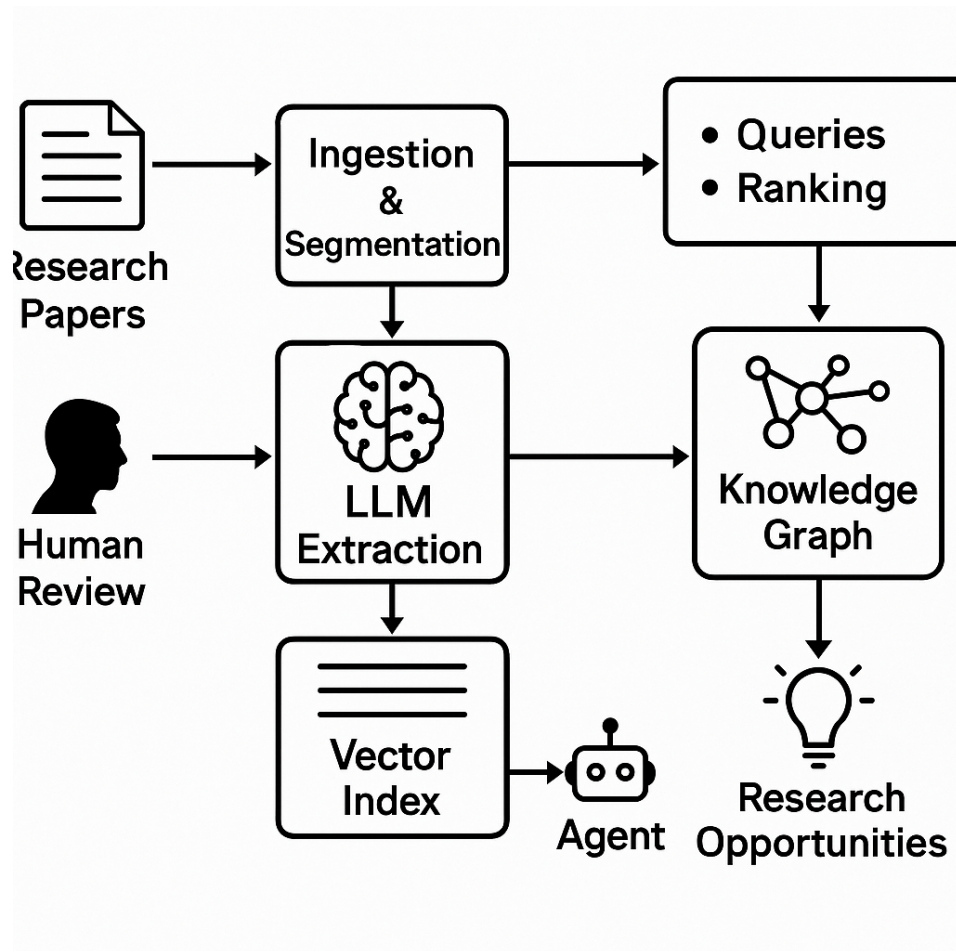 Research
Papers
Ingestion
&
Segmentation
• Queries
• Ranking
Human
Review
LLM
Extraction
Knowledge
Graph
Vector
Index
Agent
Research
Opportunities